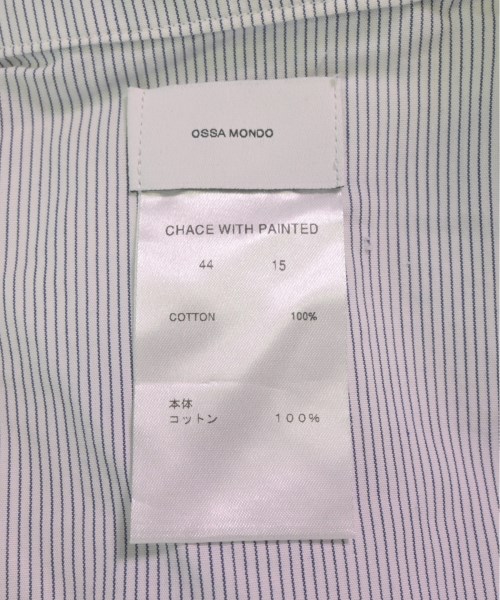 OSSA MONDO
CHACE WITH PAINTED
44 15
COTTON 100%
本体
コットン 100%